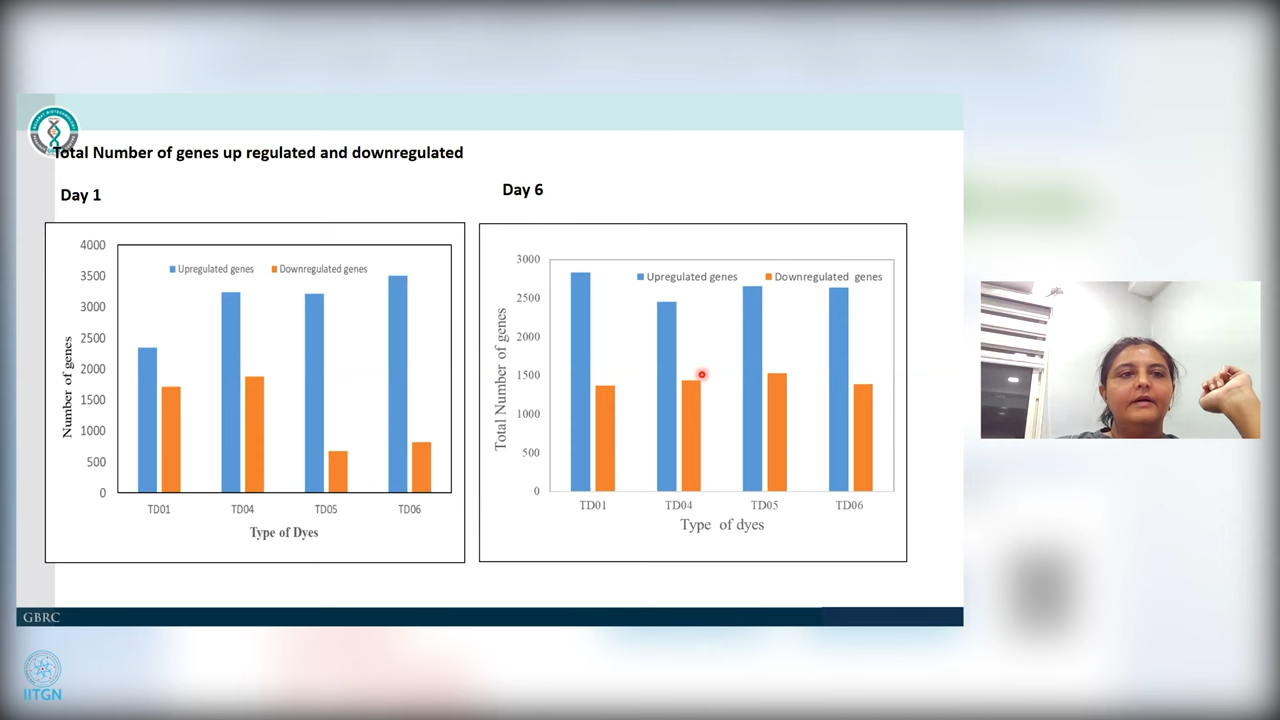 Total Number of genes up regulated and downregulated
Day 1
Day 6
4000
3500
3000
2500
2000
1500
1000
500
0
Number of genes
Upregulated genes
Downregulated genes
TD01
TD04
TD05
TD06
Type of Dyes
3000
2500
2000
1500
1000
500
0
Total Number of genes
Upregulated genes
Downregulated genes
TD01
TD04
TD05
TD06
Type of dyes
GBRC
IITGN